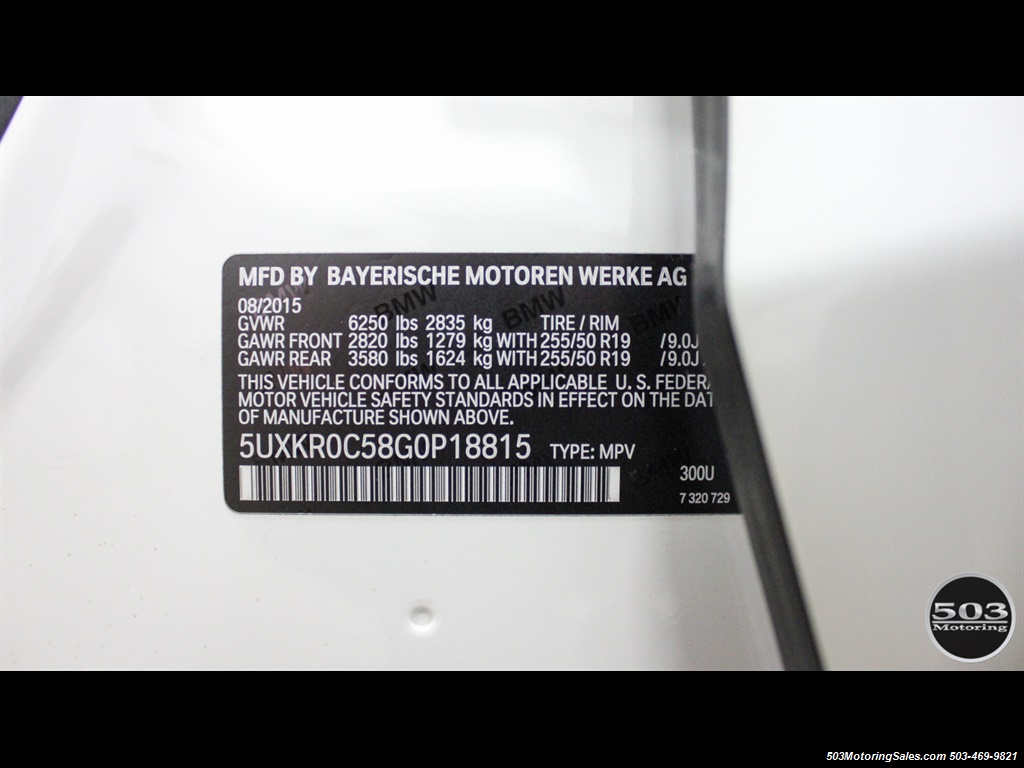 MFD BY BAYERISCHE MOTOREN WERKE AG
08/2015
GVWR 6250 lbs 2835 kg TIRE / RIM
GAWR FRONT 2820 lbs 1279 kg WITH 255/50 R19 /9.0J
GAWR REAR 3580 lbs 1624 kg WITH 255/50 R19 /9.0J
THIS VEHICLE CONFORMS TO ALL APPLICABLE U. S. FEDERA
MOTOR VEHICLE SAFETY STANDARDS IN EFFECT ON THE DAT
OF MANUFACTURE SHOWN ABOVE.
5UXKR0C58G0P18815 TYPE: MPV
300U
7 320 729
BMW BMW BMW
503
Motoring
503MotoringSales.com 503-469-9821